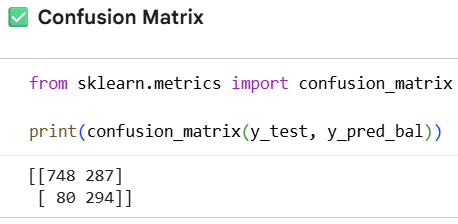 ✅ Confusion Matrix
from sklearn.metrics import confusion_matrix
print(confusion_matrix(y_test, y_pred_bal))
[[748 287]
 [ 80 294]]